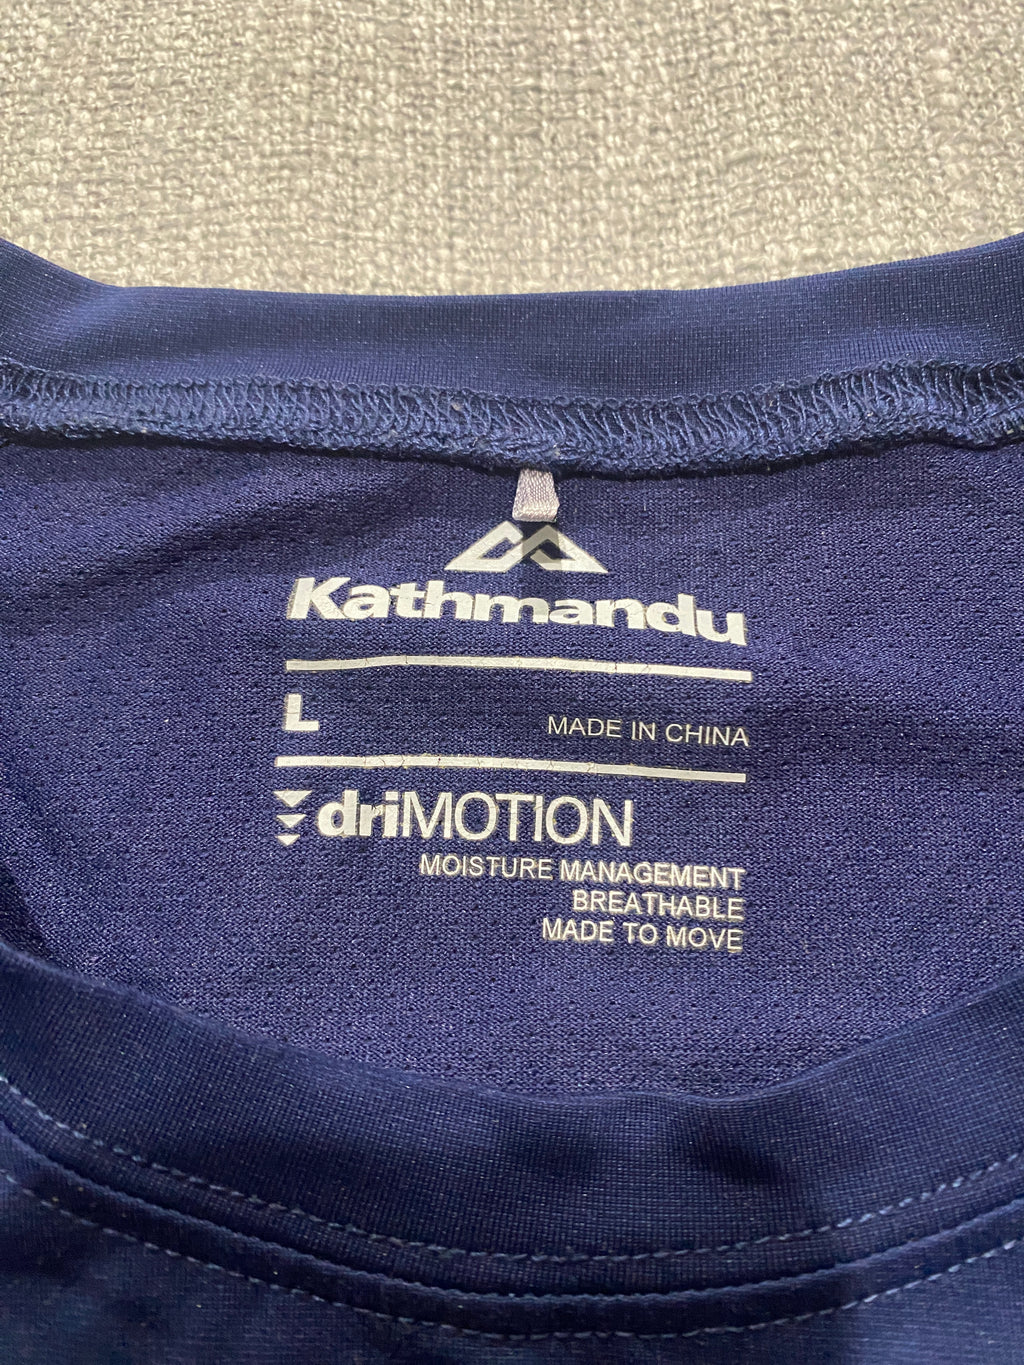 Kathmandu
L
MADE IN CHINA
driMOTION
MOISTURE MANAGEMENT
BREATHABLE
MADE TO MOVE